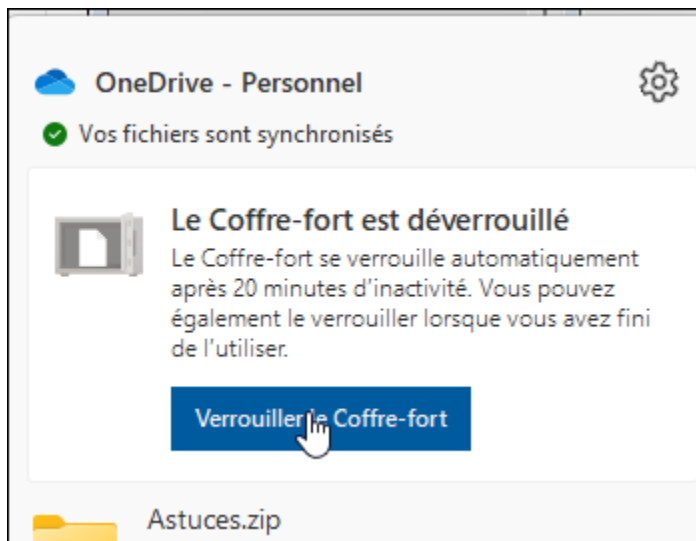 OneDrive - Personnel
Vos fichiers sont synchronisés
Le Coffre-fort est déverrouillé
Le Coffre-fort se verrouille automatiquement
après 20 minutes d'inactivité. Vous pouvez
également le verrouiller lorsque vous avez fini
de l'utiliser.
Verrouiller le Coffre-fort
Astuces.zip